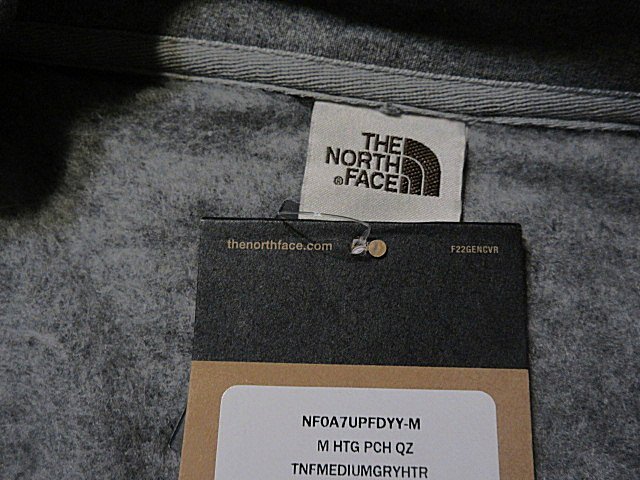 THE
NORTH
®FACE
thenorthface.com
F22GENCVR
NF0A7UPFDYY-M
M HTG PCH QZ
TNFMEDIUMGRYHTR